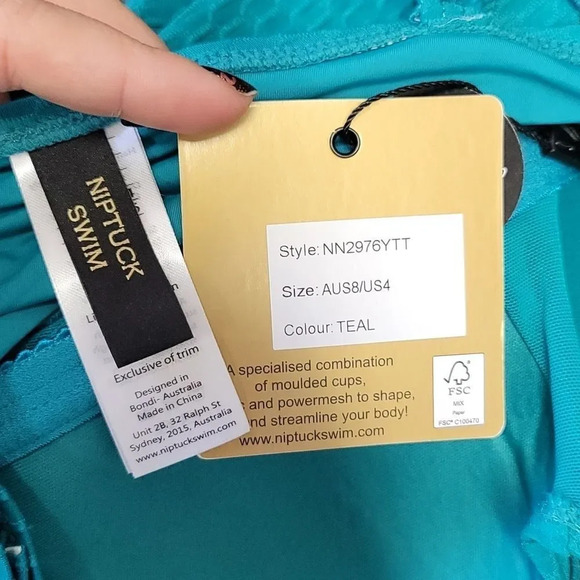 NIPTUCK
SWIM
Exclusive of trim
Designed in
Bondi- Australia
Made in China
Unit 2B, 32 Ralph St
Sydney, 2015, Australia
www.niptuckswim.com
Style: NN2976YTT
Size: AUS8/US4
Colour: TEAL
A specialised combination
of moulded cups,
and powermesh to shape,
and streamline your body!
www.niptuckswim.com
FSC
MIX
Paper
FSC® C100470